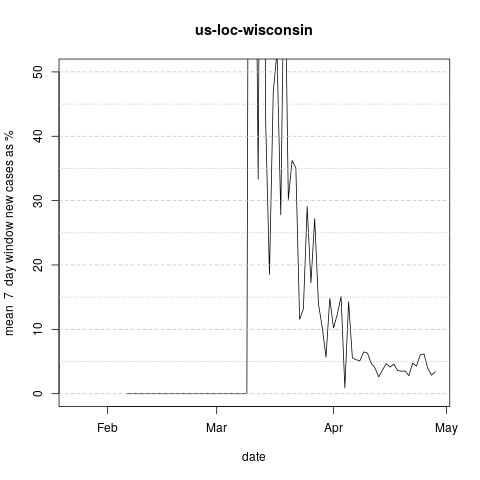 us-loc-wisconsin
mean 7 day window new cases as %
50
40
30
20
10
0
Feb
Mar
Apr
May
date